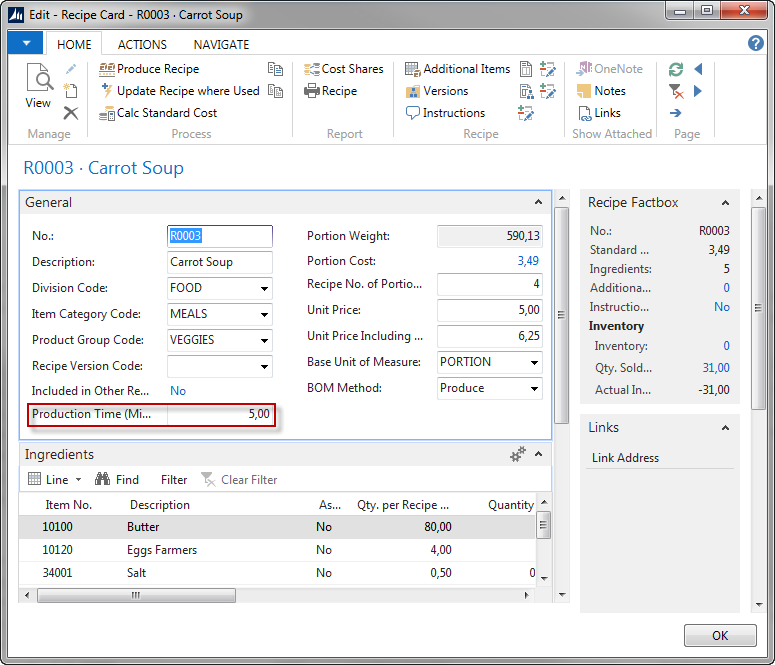 Edit - Recipe Card - R0003 · Carrot Soup
HOME ACTIONS NAVIGATE
View
Manage
Produce Recipe
Update Recipe where Used
Calc Standard Cost
Process
Cost Shares
Recipe
Report
Additional Items
Versions
Instructions
Recipe
OneNote
Notes
Links
Show Attached
Page
R0003 · Carrot Soup
General
No.: R0003
Description: Carrot Soup
Division Code: FOOD
Item Category Code: MEALS
Product Group Code: VEGGIES
Recipe Version Code:
Included in Other Re... No
Production Time (Mi... 5,00
Portion Weight: 590,13
Portion Cost: 3,49
Recipe No. of Portio... 4
Unit Price: 5,00
Unit Price Including ... 6,25
Base Unit of Measure: PORTION
BOM Method: Produce
Ingredients
Line Find Filter Clear Filter
Item No. Description As... Qty. per Recipe ... Quantity
10100 Butter No 80,00
10120 Eggs Farmers No 4,00
34001 Salt No 0,50 0
Recipe Factbox
No.: R0003
Standard ... 3,49
Ingredients: 5
Additiona... 0
Instructio... No
Inventory
Inventory: 0
Qty. Sold... 31,00
Actual In... -31,00
Links
Link Address
OK